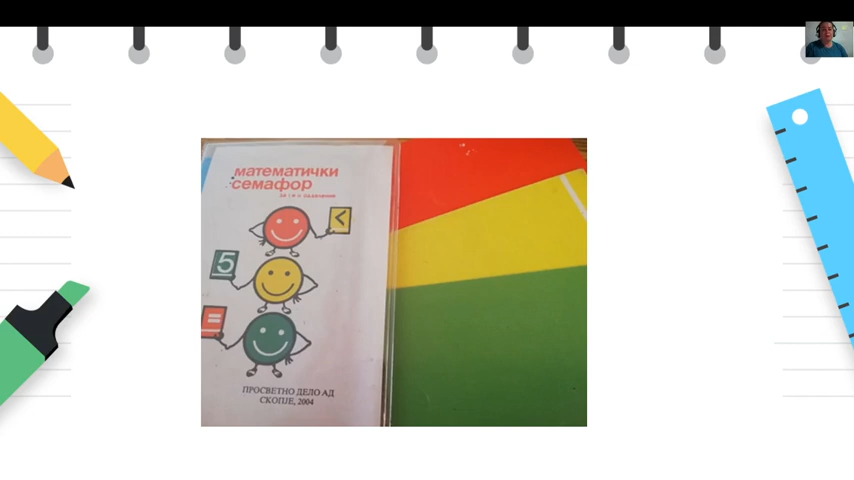 математички
семафор
<
5
=
ПРОСВЕТНО ДЕЛО АД
СКОПЈЕ, 2004